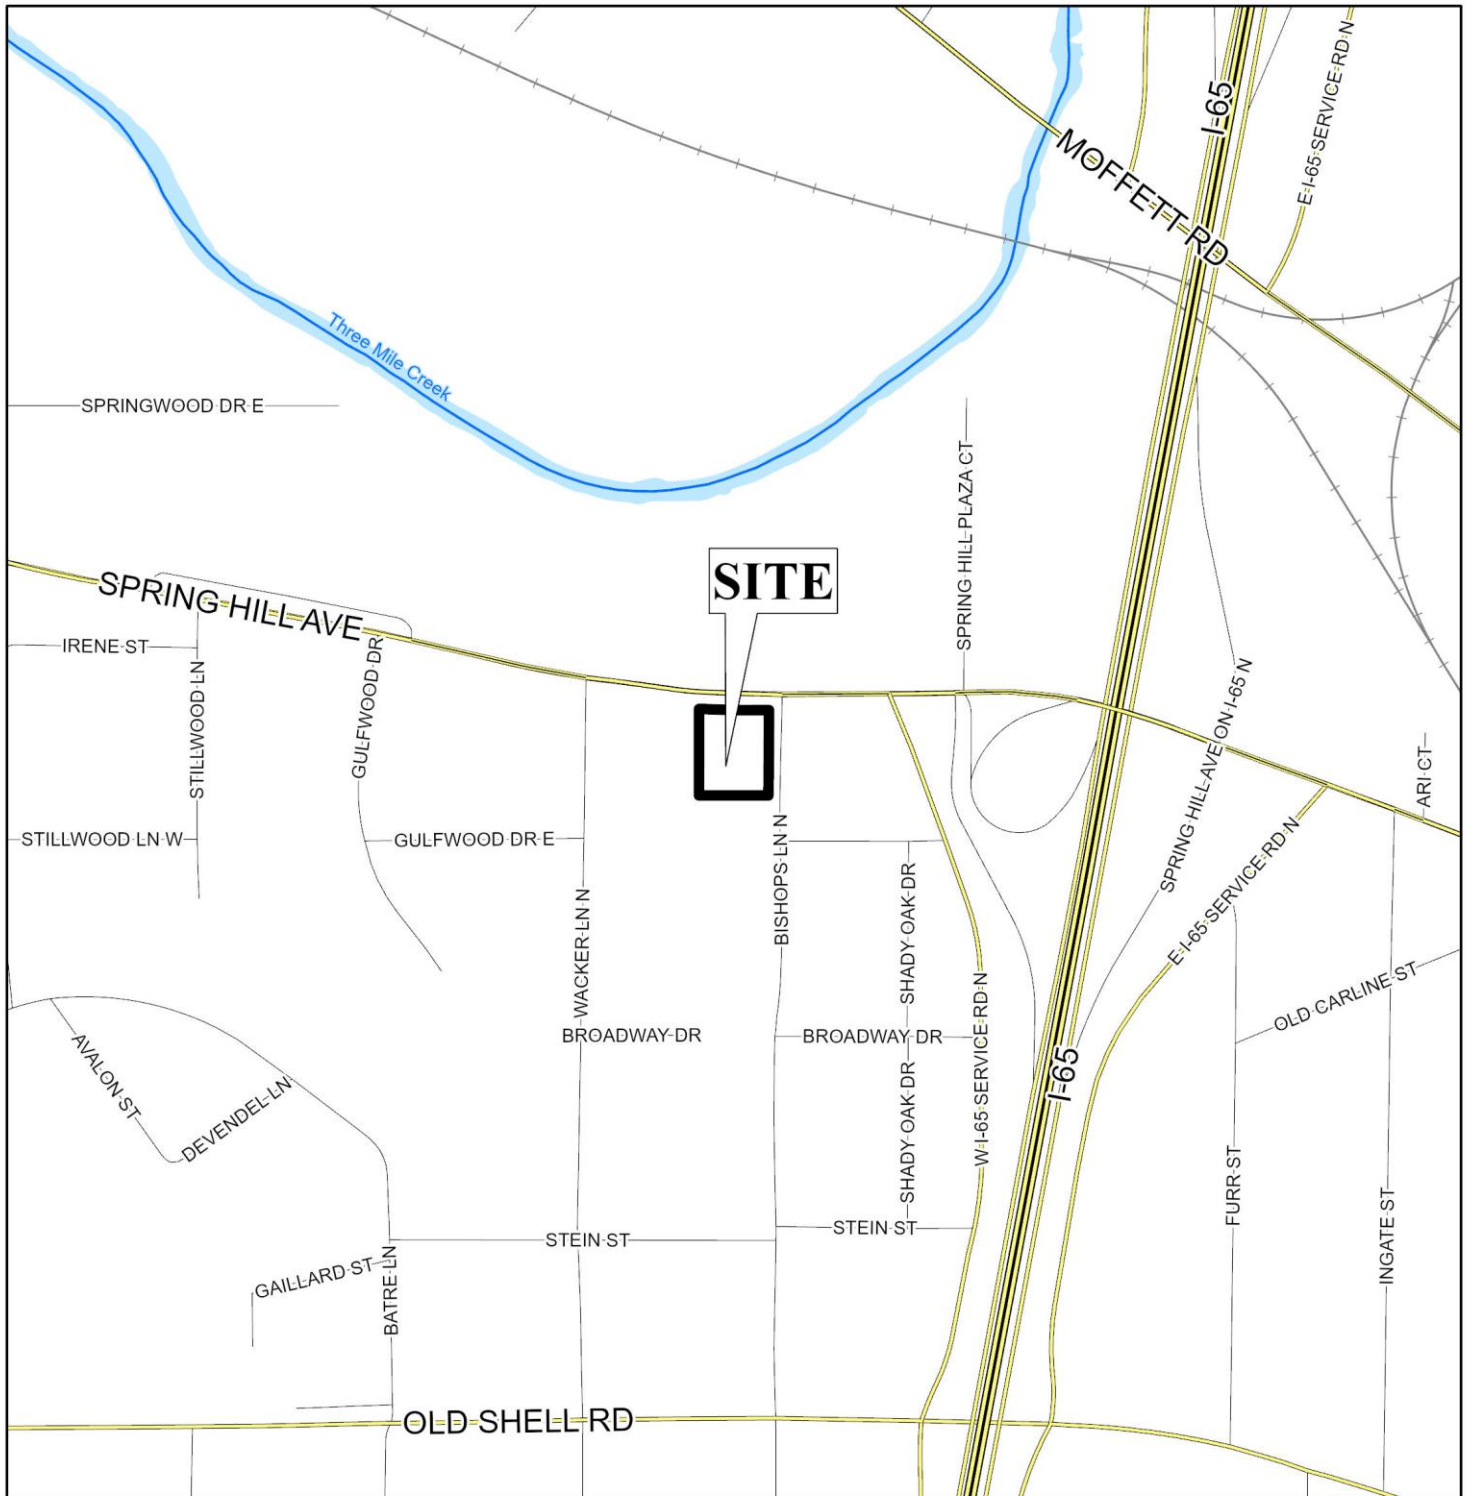 I-65
E I-65 SERVICE RD N
MOFFETT RD
Three Mile Creek
SPRINGWOOD DR E
SPRING HILL PLAZA CT
SITE
SPRING HILL AVE
IRENE ST
STILLWOOD LN
GULFWOOD DR
SPRING HILL AVE ON I-65 N
ARI CT
STILLWOOD LN W
GULFWOOD DR E
BISHOPS LN N
WACKER LN N
SHADY OAK DR
E I-65 SERVICE RD N
W I-65 SERVICE RD N
OLD CARLINE ST
BROADWAY DR
BROADWAY DR
AVALON ST
DEVENDEL LN
I-65
SHADY OAK DR
FURR ST
INGATE ST
STEIN ST
STEIN ST
GAILLARD ST
BATRE LN
OLD SHELL RD